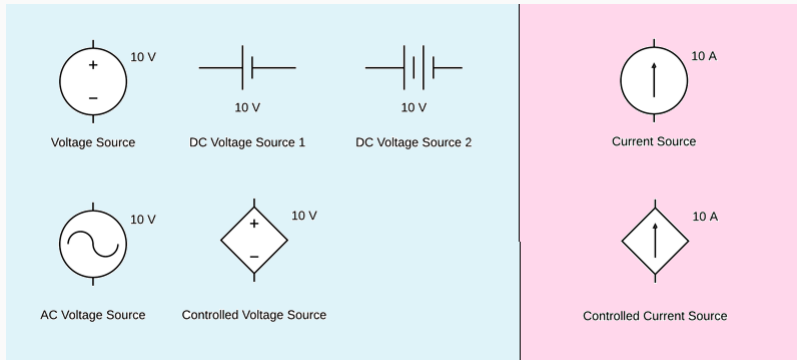 10 V
10 V
10 V
Voltage Source
DC Voltage Source 1
DC Voltage Source 2
10 A
Current Source
10 V
10 V
AC Voltage Source
Controlled Voltage Source
10 A
Controlled Current Source